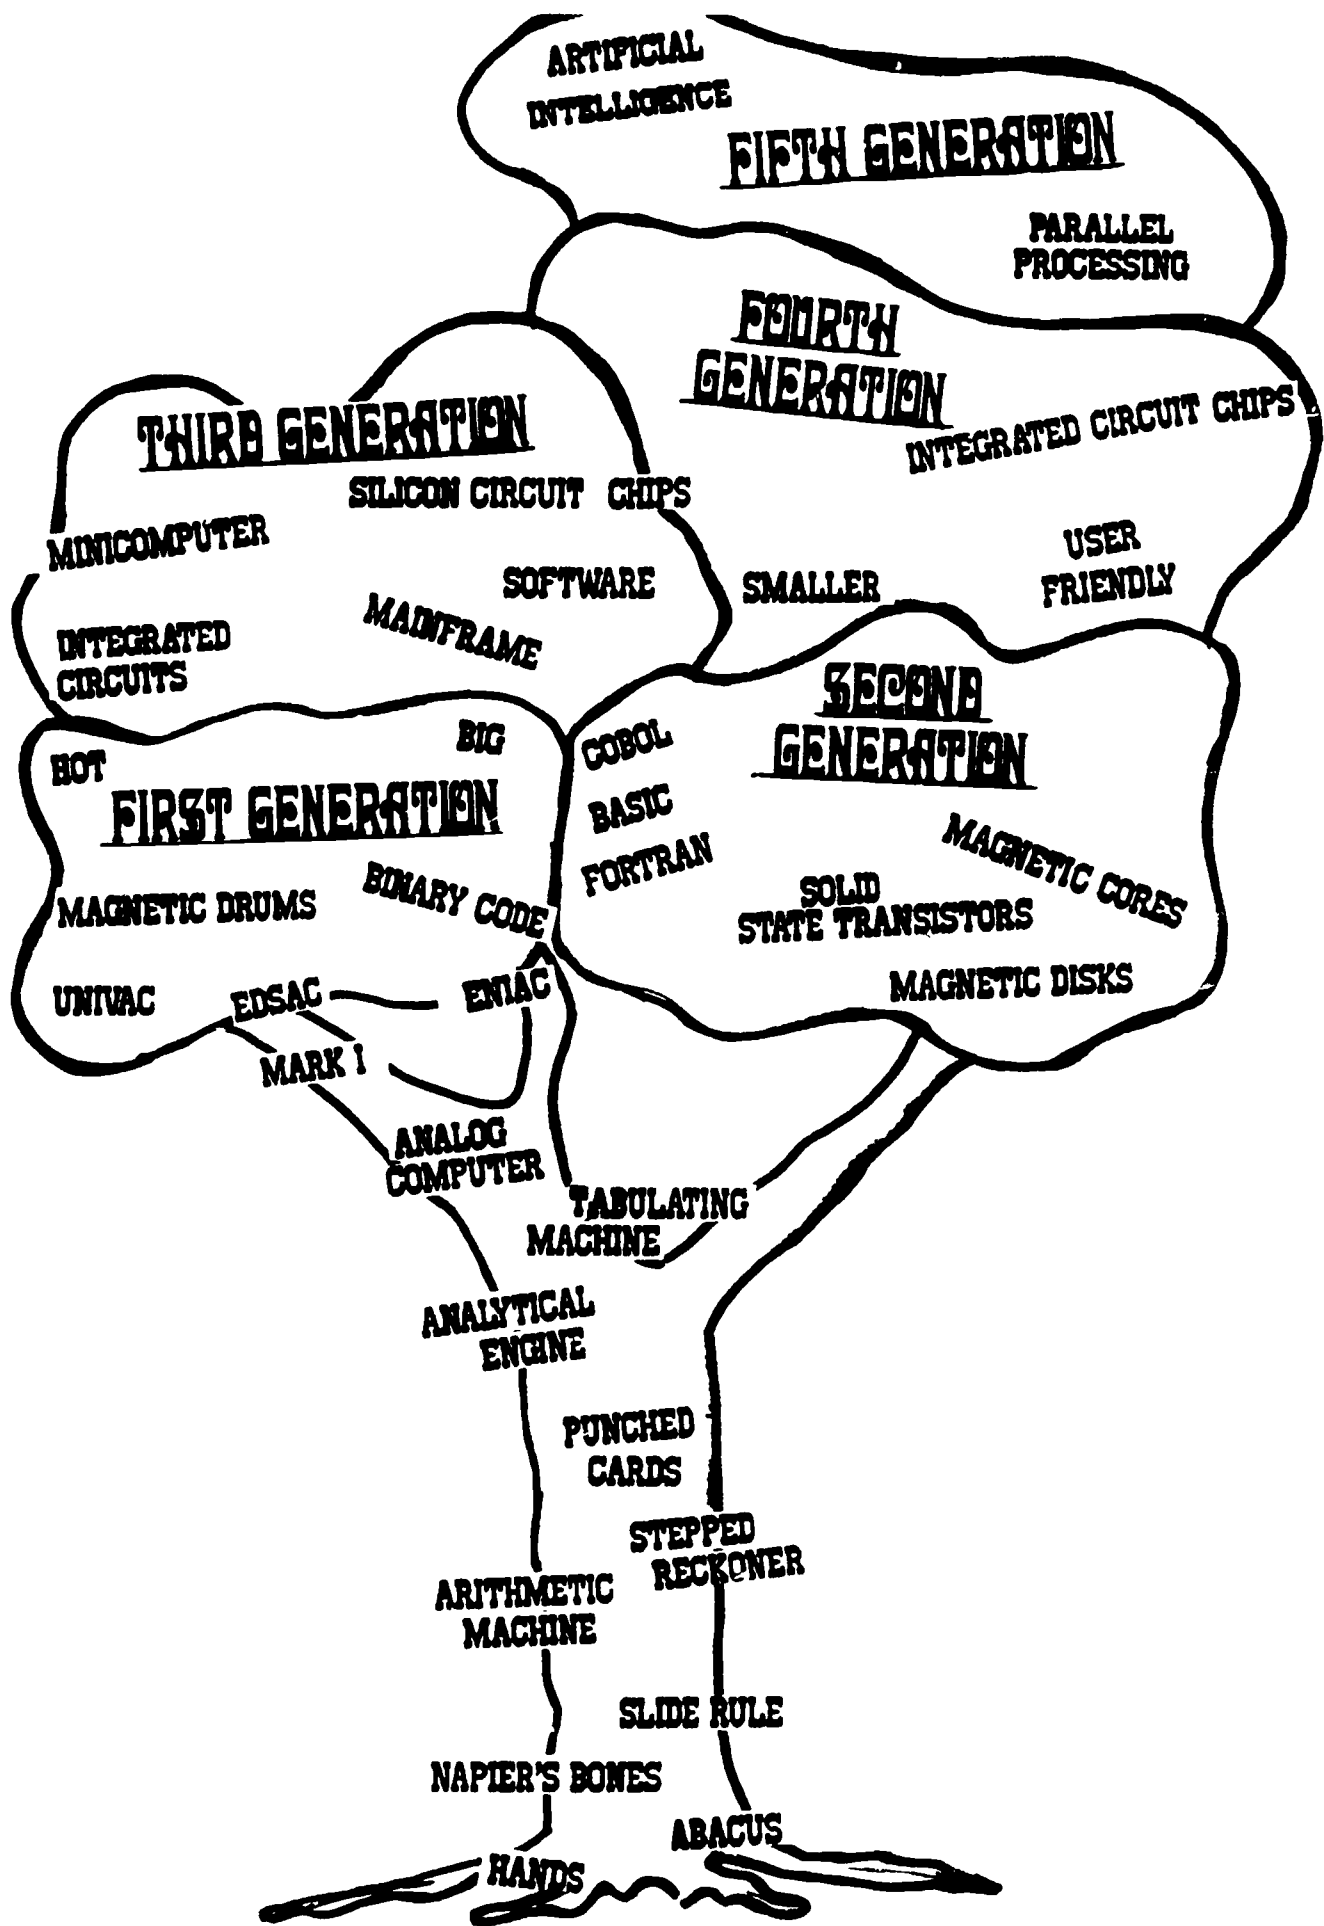 ARTIFICIAL
INTELLIGENCE
FIFTH GENERATION
PARALLEL
PROCESSING
FOURTH
GENERATION
INTEGRATED CIRCUIT CHIPS
USER
FRIENDLY
SMALLER
THIRD GENERATION
SILICON CIRCUIT CHIPS
MINICOMPUTER
SOFTWARE
MAINFRAME
INTEGRATED
CIRCUITS
SECOND
GENERATION
COBOL
BASIC
FORTRAN
MAGNETIC CORES
SOLID
STATE TRANSISTORS
MAGNETIC DISKS
HOT
BIG
FIRST GENERATION
BINARY CODE
MAGNETIC DRUMS
UNIVAC
EDSAC
ENIAC
MARK I
ANALOG
COMPUTER
TABULATING
MACHINE
ANALYTICAL
ENGINE
PUNCHED
CARDS
STEPPED
RECKONER
ARITHMETIC
MACHINE
SLIDE RULE
NAPIER'S BONES
ABACUS
HANDS